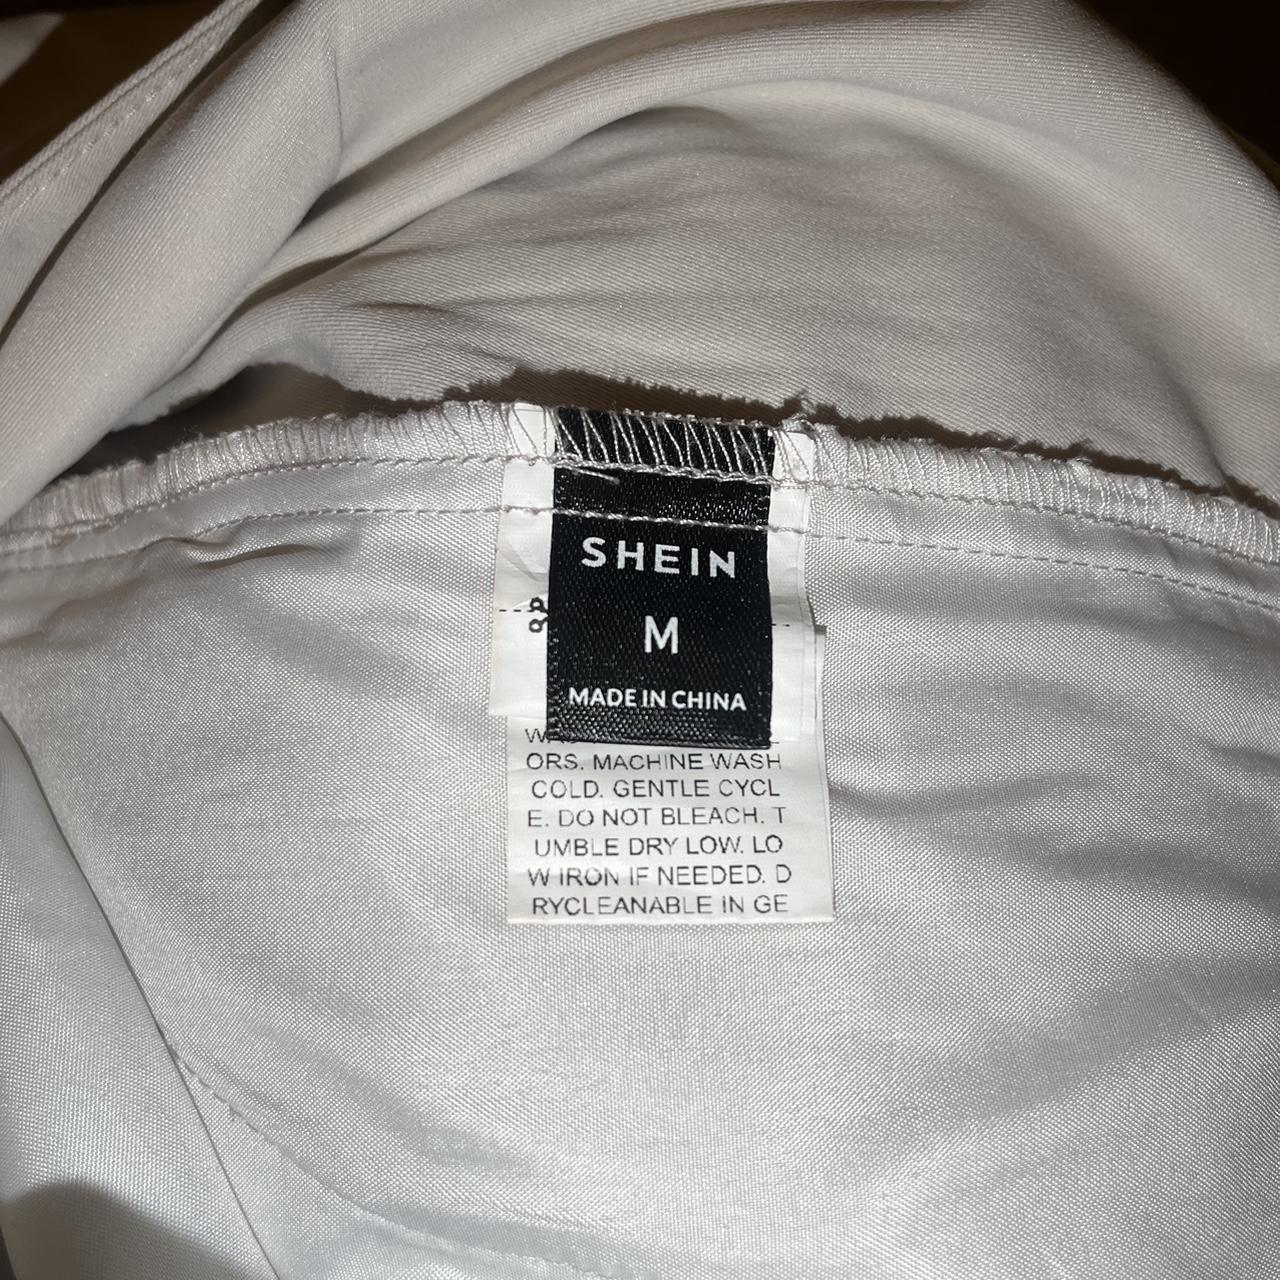 SHEIN
M
MADE IN CHINA
ORS. MACHINE WASH
COLD. GENTLE CYCL
E. DO NOT BLEACH. T
UMBLE DRY LOW. LO
W IRON IF NEEDED. D
RYCLEANABLE IN GE